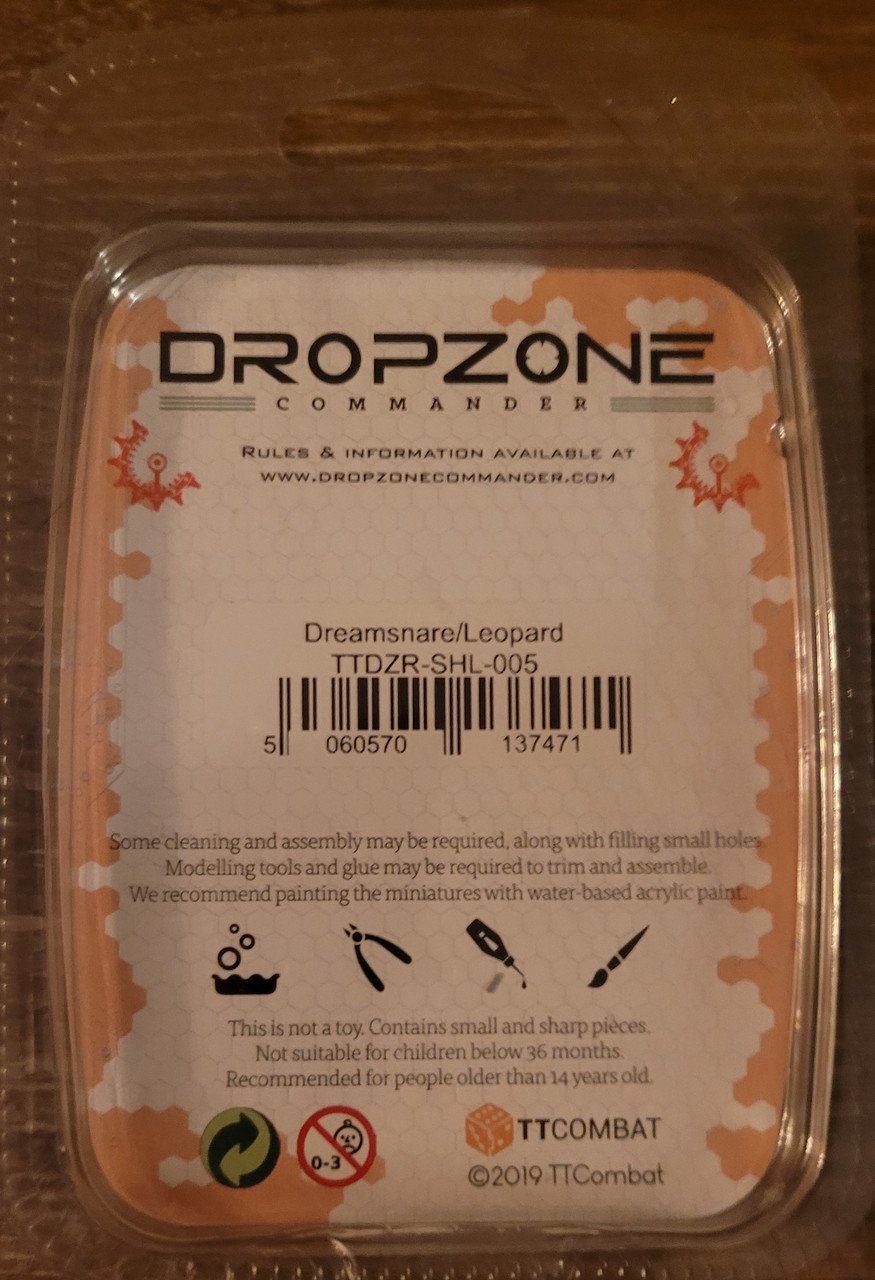 DROPZONE
COMMANDER
RULES & INFORMATION AVAILABLE AT
WWW.DROPZONECOMMANDER.COM
Dreamsnare/Leopard
TTDZR-SHL-005
5 060570 137471
Some cleaning and assembly may be required, along with filling small holes.
Modelling tools and glue may be required to trim and assemble.
We recommend painting the miniatures with water-based acrylic paint.
This is not a toy. Contains small and sharp pieces.
Not suitable for children below 36 months.
Recommended for people older than 14 years old.
0-3
TTCOMBAT
©2019 TTCombat